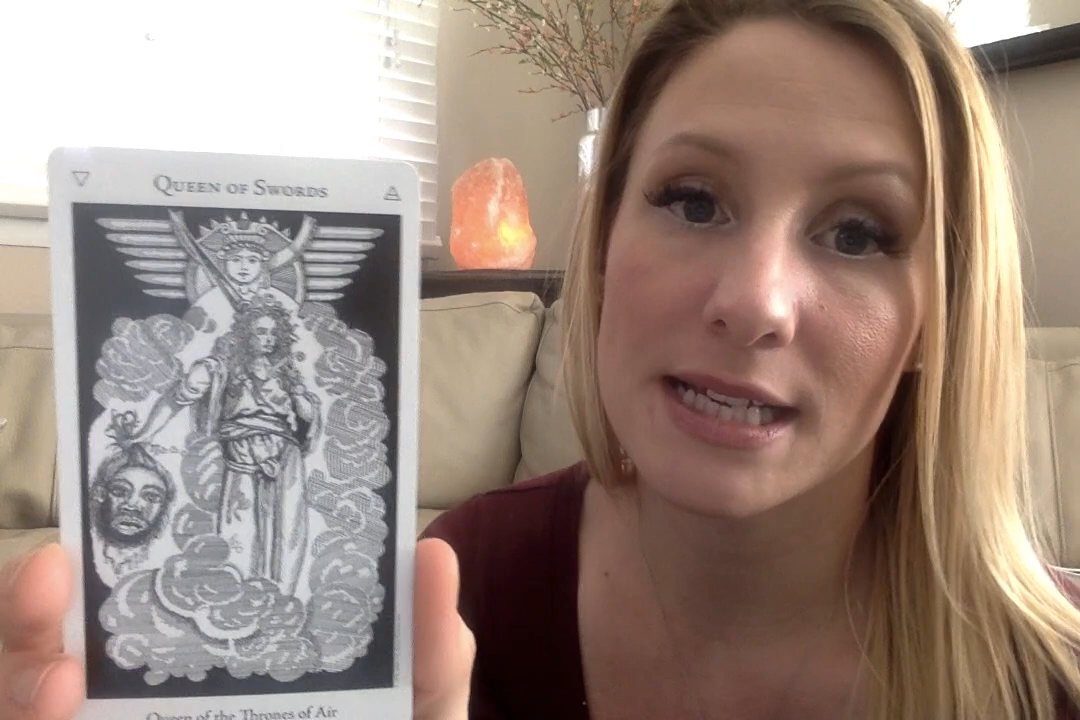 Queen of Swords
Queen of the Thrones of Air